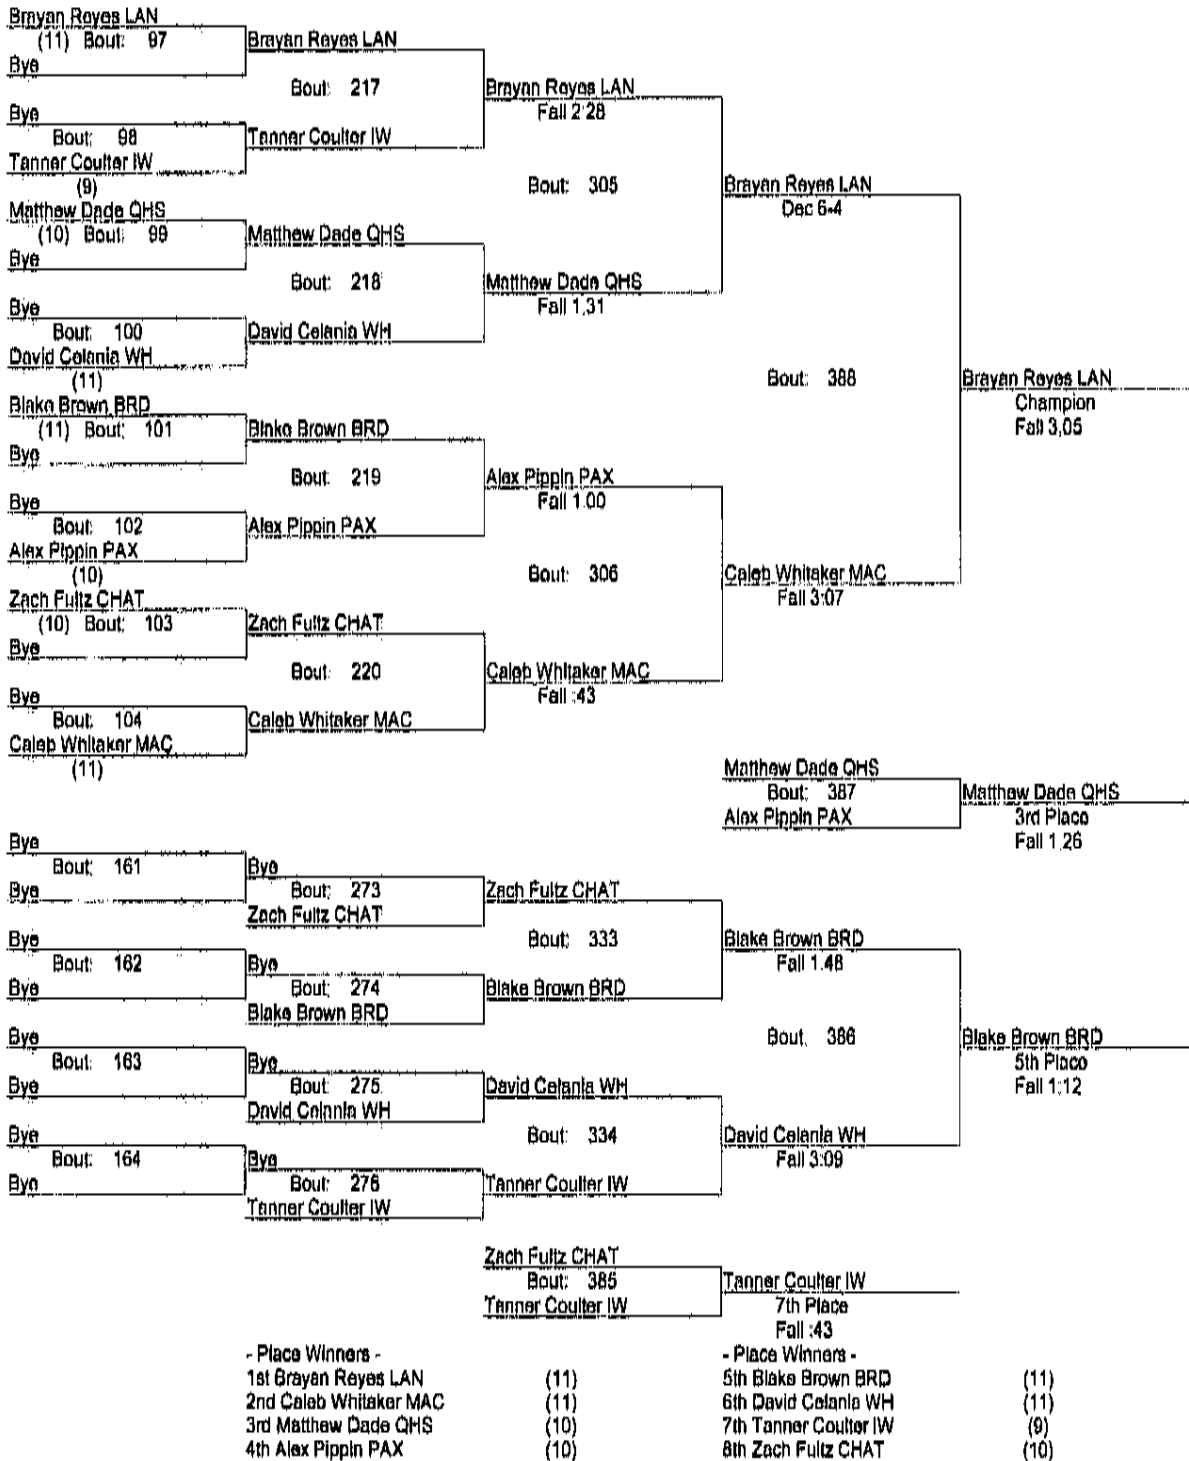 Brayan Reyes LAN
(11) Bout: 97
Brayan Reyes LAN
Bye
Bout: 217
Brayan Reyes LAN
Fall 2:28
Bye
Bout: 98
Tanner Coulter IW
Tanner Coulter IW
(9)
Bout: 305
Brayan Reyes LAN
Dec 6-4
Matthew Dade QHS
(10) Bout: 99
Matthew Dade QHS
Bye
Bout: 218
Matthew Dade QHS
Fall 1:31
Bye
Bout: 100
David Celania WH
David Celania WH
(11)
Bout: 388
Brayan Reyes LAN
Champion
Fall 3:05
Blake Brown BRD
(11) Bout: 101
Blake Brown BRD
Bye
Bout: 219
Alex Pippin PAX
Fall 1:00
Bye
Bout: 102
Alex Pippin PAX
Alex Pippin PAX
(10)
Bout: 306
Caleb Whitaker MAC
Fall 3:07
Zach Fultz CHAT
(10) Bout: 103
Zach Fultz CHAT
Bye
Bout: 220
Caleb Whitaker MAC
Fall :43
Bye
Bout: 104
Caleb Whitaker MAC
Caleb Whitaker MAC
(11)
Matthew Dade QHS
Bout: 387
Matthew Dade QHS
Alex Pippin PAX
3rd Place
Fall 1:26
Bye
Bout: 161
Bye
Bye
Bout: 273
Zach Fultz CHAT
Zach Fultz CHAT
Bout: 333
Blake Brown BRD
Fall 1:46
Bye
Bout: 162
Bye
Bye
Bout: 274
Blake Brown BRD
Blake Brown BRD
Bout: 386
Blake Brown BRD
5th Place
Fall 1:12
Bye
Bout: 163
Bye
Bye
Bout: 275
David Celania WH
David Celania WH
Bout: 334
David Celania WH
Fall 3:09
Bye
Bout: 164
Bye
Bye
Bout: 276
Tanner Coulter IW
Tanner Coulter IW
Zach Fultz CHAT
Bout: 385
Tanner Coulter IW
Tanner Coulter IW
7th Place
Fall :43
- Place Winners -
1st Brayan Reyes LAN (11)
2nd Caleb Whitaker MAC (11)
3rd Matthew Dade QHS (10)
4th Alex Pippin PAX (10)
- Place Winners -
5th Blake Brown BRD (11)
6th David Celania WH (11)
7th Tanner Coulter IW (9)
8th Zach Fultz CHAT (10)